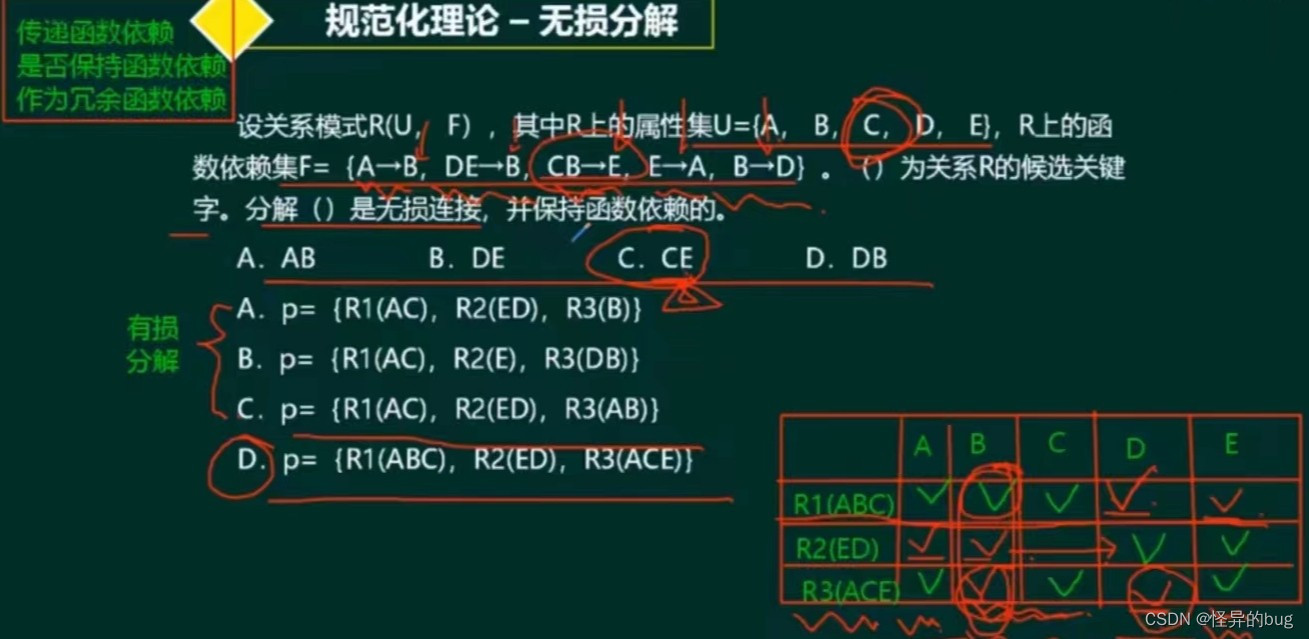 传递函数依赖
是否保持函数依赖
作为冗余函数依赖
规范化理论 – 无损分解
设关系模式R(U, F) ,其中R上的属性集U={A, B, C, D, E},R上的函
数依赖集F= {A→B, DE→B, CB→E, E→A, B→D} 。 () 为关系R的候选关键
字。分解 () 是无损连接,并保持函数依赖的。
A. AB B. DE C. CE D. DB
有损
分解
A. p= {R1(AC), R2(ED), R3(B)}
B. p= {R1(AC), R2(E), R3(DB)}
C. p= {R1(AC), R2(ED), R3(AB)}
D. p= {R1(ABC), R2(ED), R3(ACE)}
A B C D E
R1(ABC)
R2(ED)
R3(ACE)
CSDN @怪异的bug